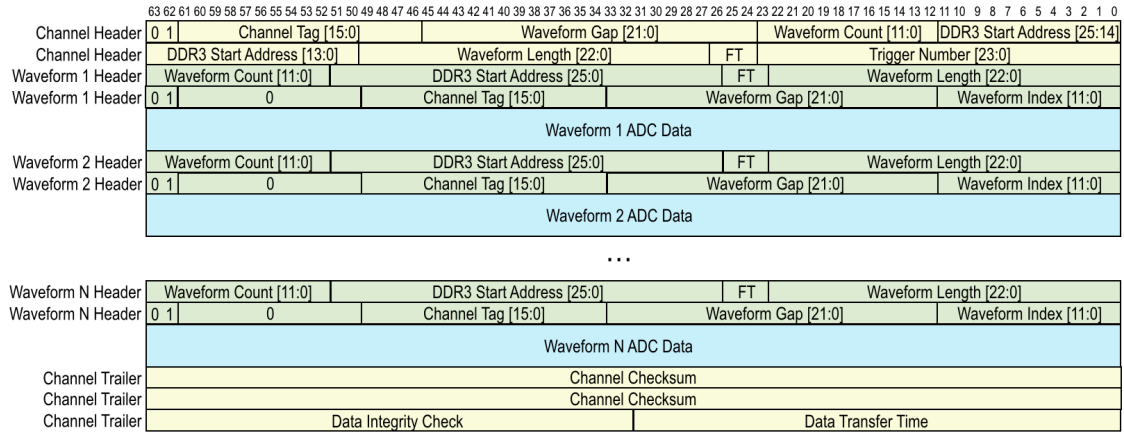 63 62 61 60 59 58 57 56 55 54 53 52 51 50 49 48 47 46 45 44 43 42 41 40 39 38 37 36 35 34 33 32 31 30 29 28 27 26 25 24 23 22 21 20 19 18 17 16 15 14 13 12 11 10 9 8 7 6 5 4 3 2 1 0
Channel Header 0 1 Channel Tag [15:0] Waveform Gap [21:0] Waveform Count [11:0] DDR3 Start Address [25:14]
Channel Header DDR3 Start Address [13:0] Waveform Length [22:0] FT Trigger Number [23:0]
Waveform 1 Header Waveform Count [11:0] DDR3 Start Address [25:0] FT Waveform Length [22:0]
Waveform 1 Header 0 1 0 Channel Tag [15:0] Waveform Gap [21:0] Waveform Index [11:0]
Waveform 1 ADC Data
Waveform 2 Header Waveform Count [11:0] DDR3 Start Address [25:0] FT Waveform Length [22:0]
Waveform 2 Header 0 1 0 Channel Tag [15:0] Waveform Gap [21:0] Waveform Index [11:0]
Waveform 2 ADC Data
...
Waveform N Header Waveform Count [11:0] DDR3 Start Address [25:0] FT Waveform Length [22:0]
Waveform N Header 0 1 0 Channel Tag [15:0] Waveform Gap [21:0] Waveform Index [11:0]
Waveform N ADC Data
Channel Trailer Channel Checksum
Channel Trailer Channel Checksum
Channel Trailer Data Integrity Check Data Transfer Time